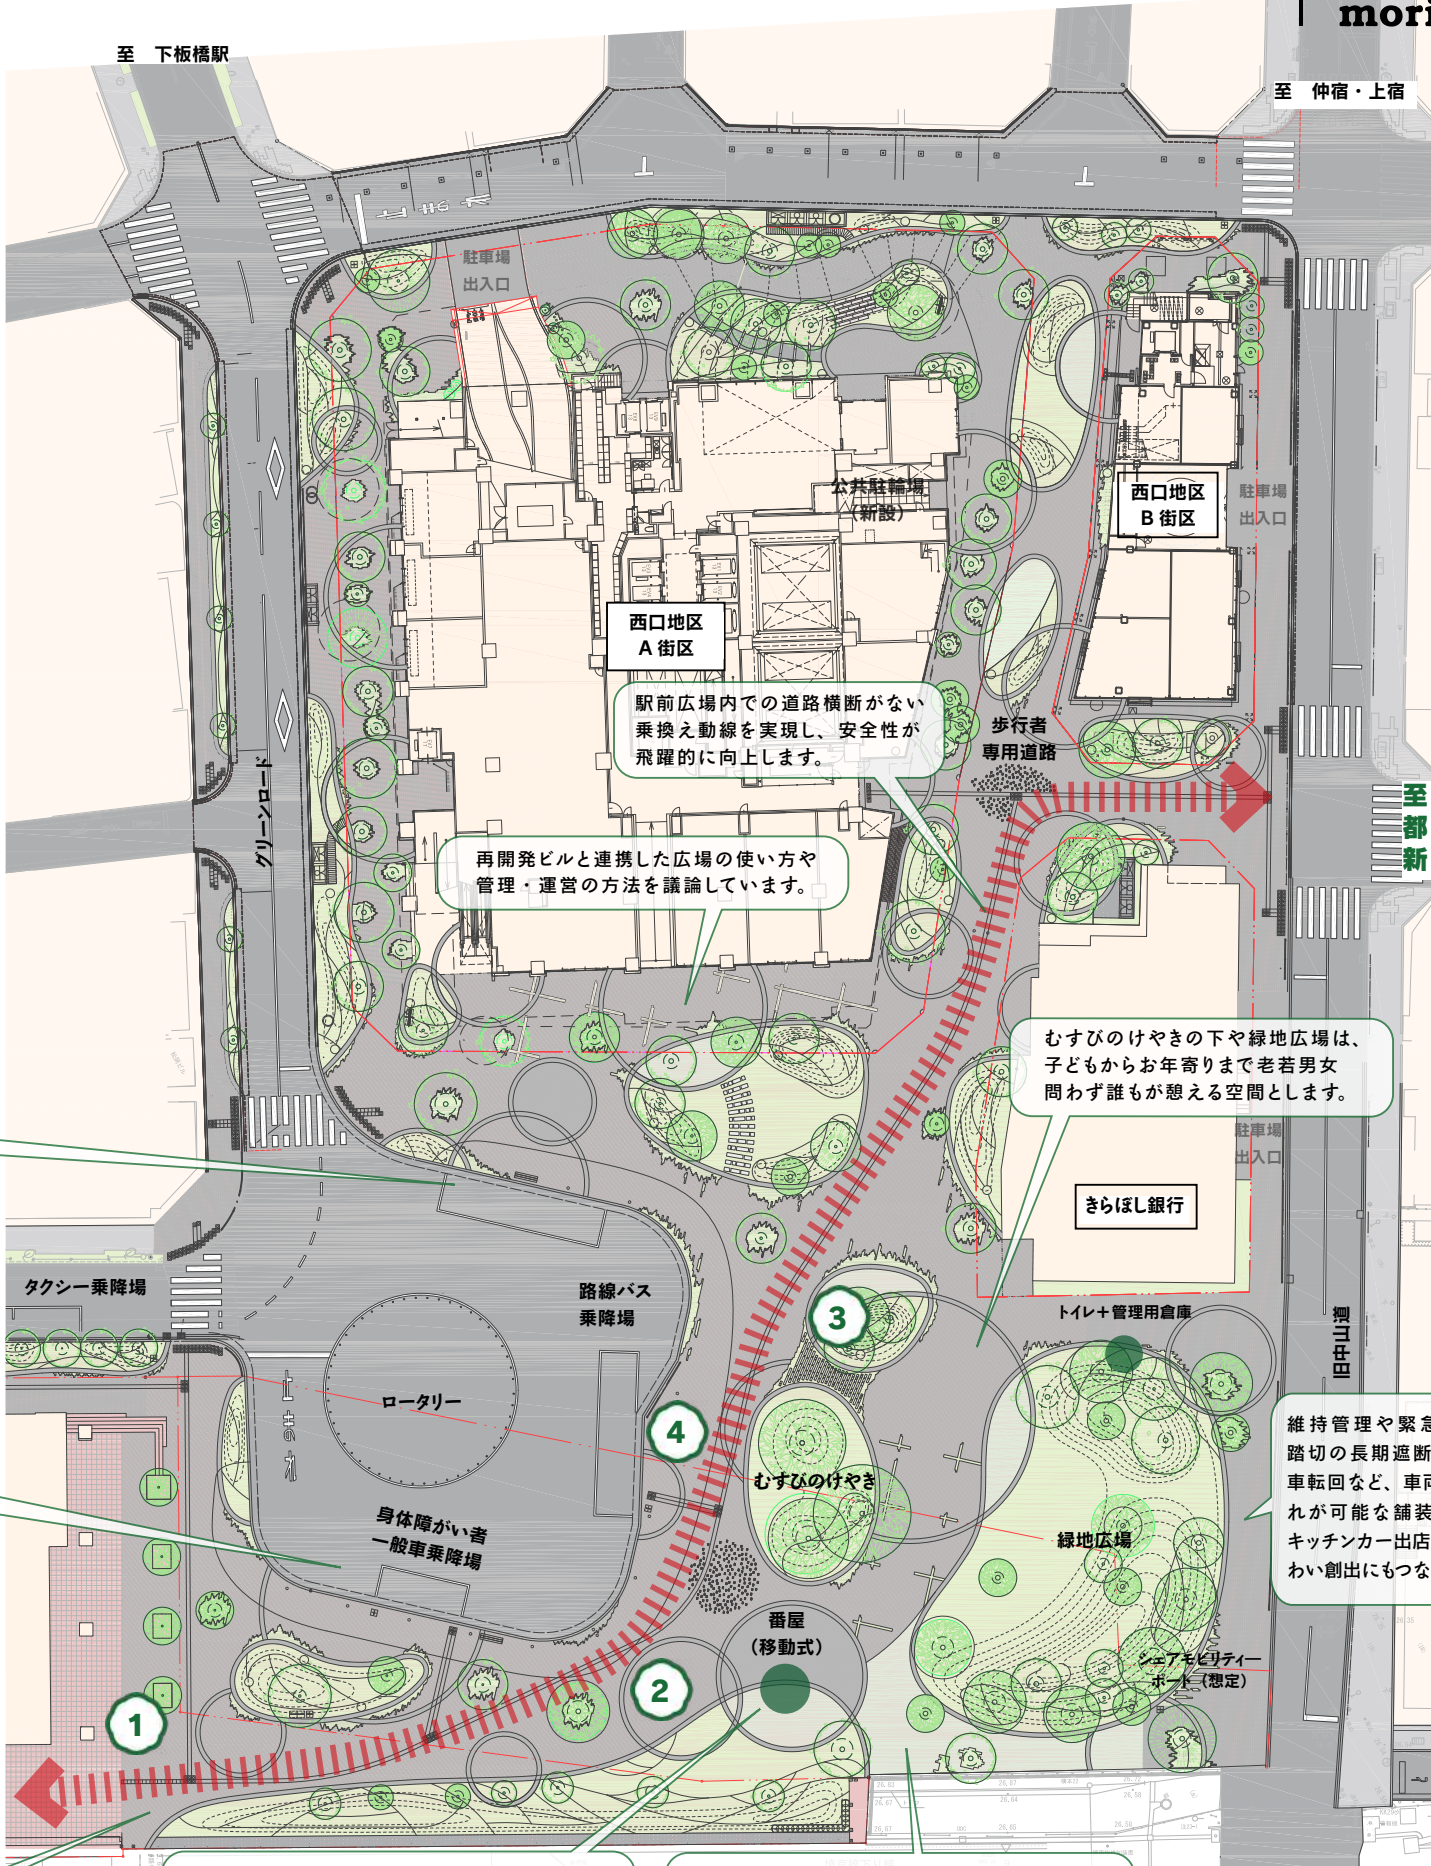 mori
至 下板橋駅
至 仲宿・上宿
駐車場
出入口
公共駐輪場
(新設)
西口地区
B 街区
駐車場
出入口
西口地区
A 街区
駅前広場内での道路横断がない
乗換え動線を実現し、安全性が
飛躍的に向上します。
歩行者
専用道路
グリーンロード
至
都
新
再開発ビルと連携した広場の使い方や
管理・運営の方法を議論しています。
むすびのけやきの下や緑地広場は、
子どもからお年寄りまで老若男女
問わず誰もが憩える空間とします。
駐車場
出入口
きらぼし銀行
タクシー乗降場
路線バス
乗降場
3
トイレ+管理用倉庫
旧中山道
ロータリー
4
維持管理や緊急
踏切の長期遮断
車転回など、車両
れが可能な舗装
キッチンカー出店
わい創出にもつな
むすびのけやき
身体障がい者
一般車乗降場
緑地広場
番屋
(移動式)
シェアモビリティー
ポート(想定)
2
1